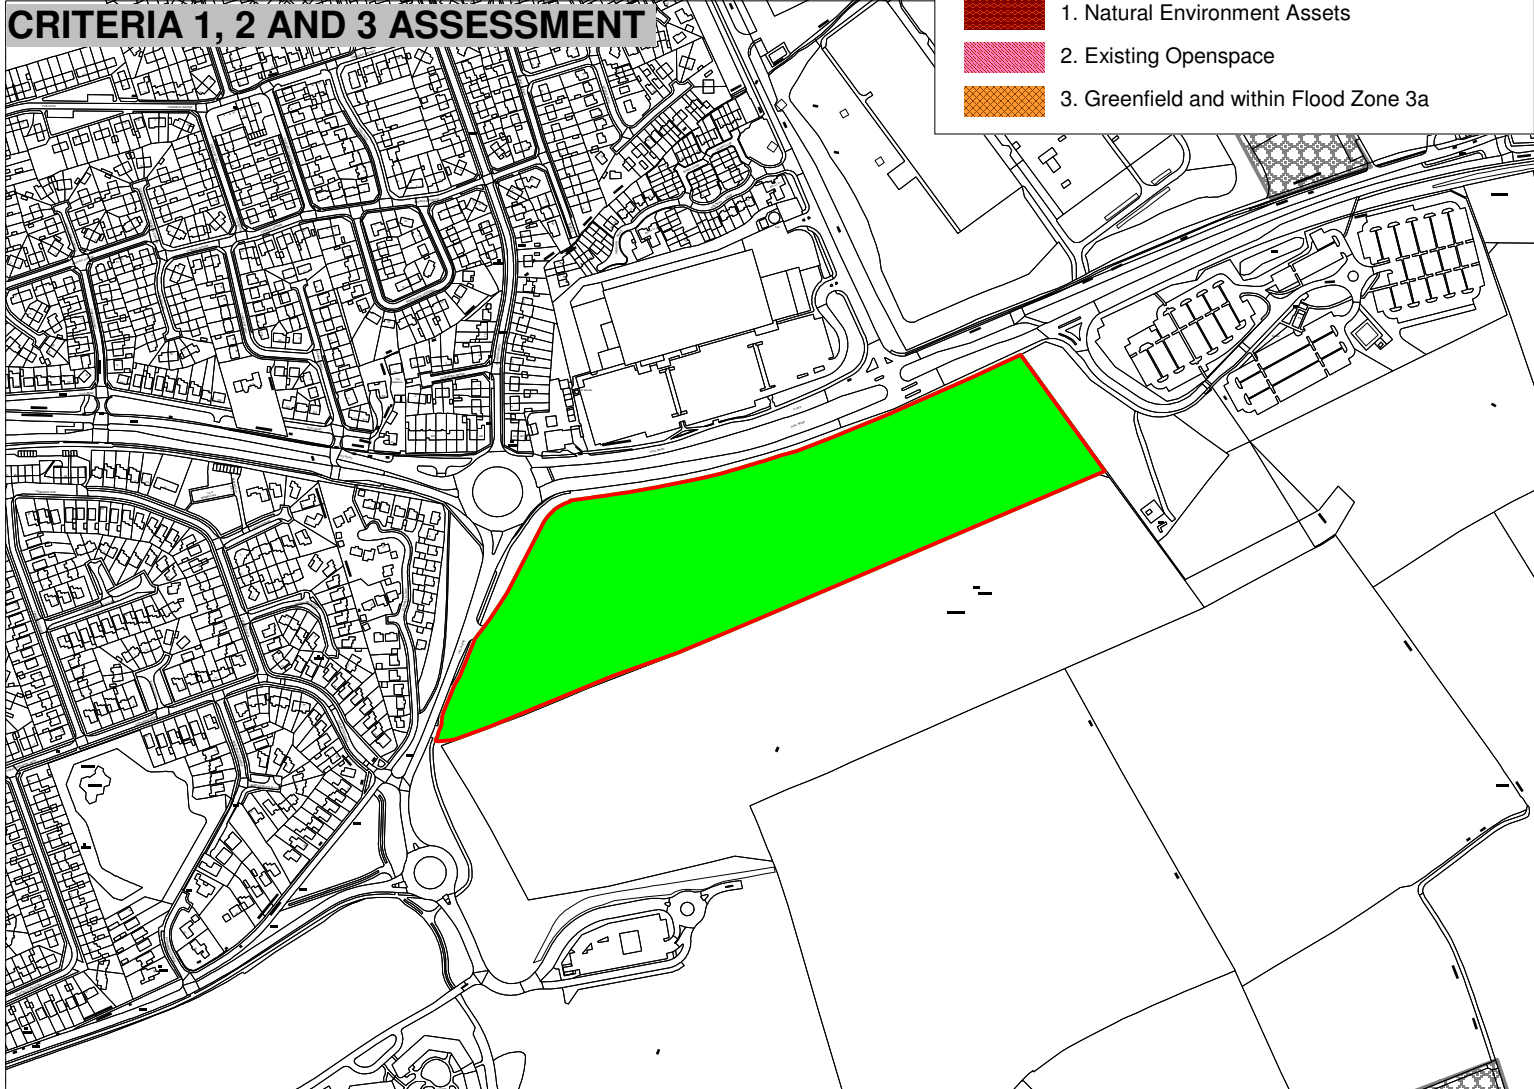 CRITERIA 1, 2 AND 3 ASSESSMENT
1. Natural Environment Assets
2. Existing Openspace
3. Greenfield and within Flood Zone 3a